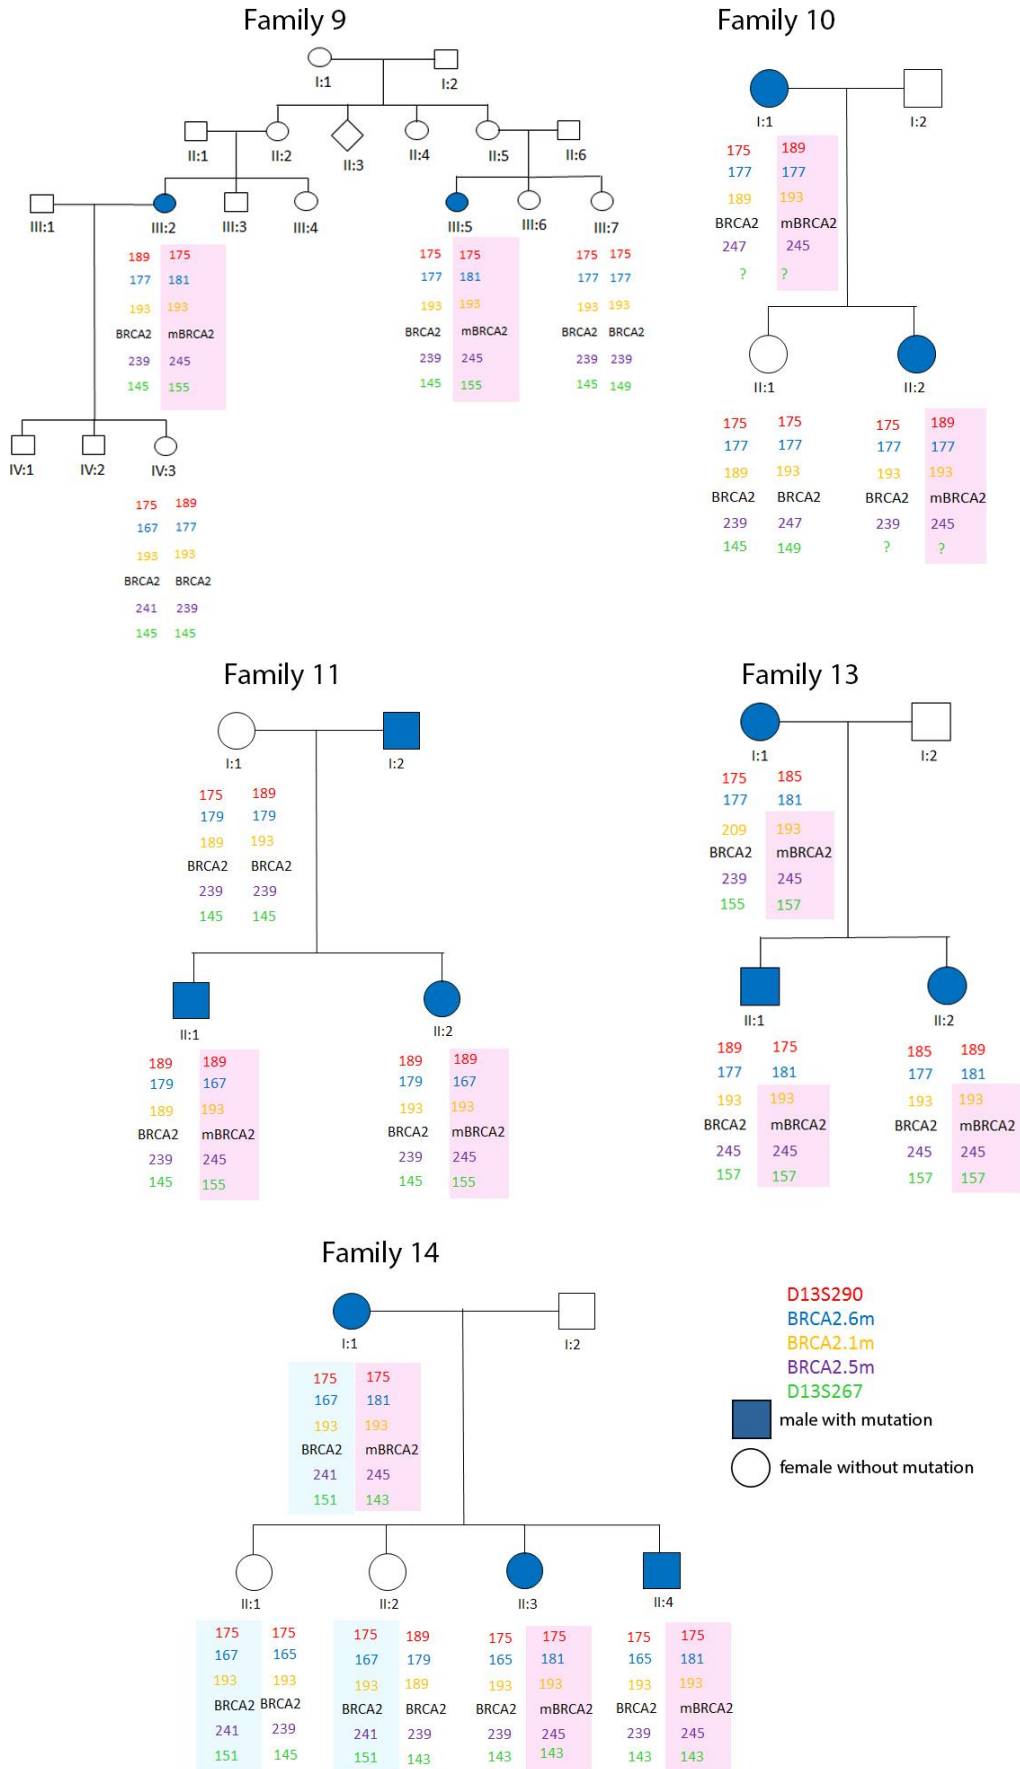 Family 9
Family 10
I:1
I:2
II:1
II:2
II:3
II:4
II:5
II:6
III:1
III:2
III:3
III:4
III:5
III:6
III:7
189 175
177 181
193 193
BRCA2 mBRCA2
239 245
145 155
175 175
177 181
193 193
BRCA2 mBRCA2
239 245
145 155
175 175
177 177
193 193
BRCA2 BRCA2
239 239
145 149
IV:1
IV:2
IV:3
175 189
167 177
193 193
BRCA2 BRCA2
241 239
145 145
I:1
I:2
175 189
177 177
189 193
BRCA2 mBRCA2
247 245
? ?
II:1
II:2
175 175
177 177
189 193
BRCA2 BRCA2
239 247
145 149
175 189
177 177
193 193
BRCA2 mBRCA2
239 245
? ?
Family 11
Family 13
I:1
I:2
175 189
179 179
189 193
BRCA2 BRCA2
239 239
145 145
II:1
II:2
189 189
179 167
189 193
BRCA2 mBRCA2
239 245
145 155
189 189
179 167
193 193
BRCA2 mBRCA2
239 245
145 155
I:1
I:2
175 185
177 181
209 193
BRCA2 mBRCA2
239 245
155 157
II:1
II:2
189 175
177 181
193 193
BRCA2 mBRCA2
245 245
157 157
185 189
177 181
193 193
BRCA2 mBRCA2
245 245
157 157
Family 14
I:1
I:2
175 175
167 181
193 193
BRCA2 mBRCA2
241 245
151 143
II:1
II:2
II:3
II:4
175 175
167 165
193 193
BRCA2 BRCA2
241 239
151 145
175 189
167 179
193 189
BRCA2 BRCA2
241 239
151 143
175 175
165 181
193 193
BRCA2 mBRCA2
239 245
143 143
175 175
165 181
193 193
BRCA2 mBRCA2
239 245
143 143
D13S290
BRCA2.6m
BRCA2.1m
BRCA2.5m
D13S267
male with mutation
female without mutation